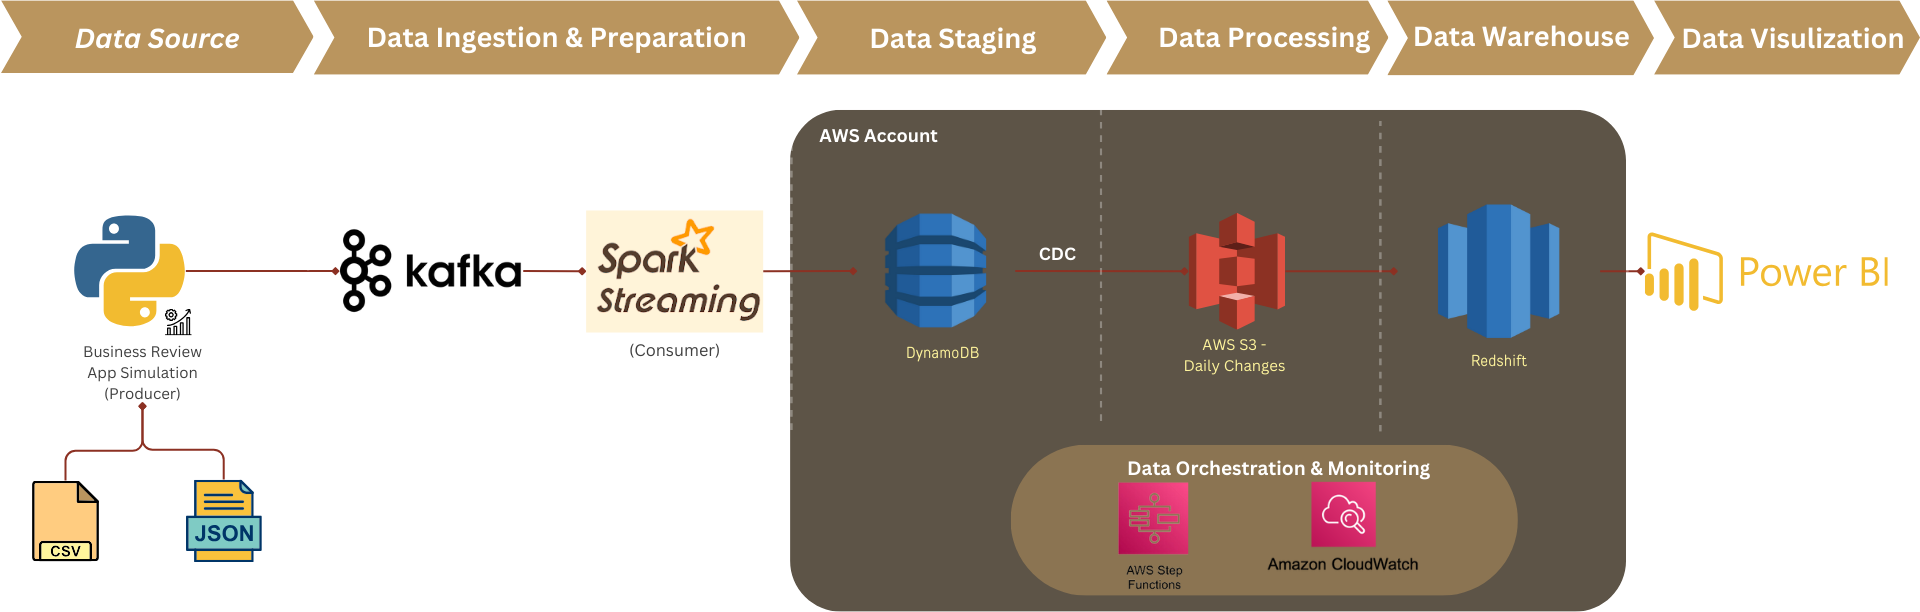 Data Source
Data Ingestion & Preparation
Data Staging
Data Processing
Data Warehouse
Data Visulization
AWS Account
CDC
kafka
Spark
Streaming
Power BI
(Consumer)
DynamoDB
AWS S3 -
Daily Changes
Redshift
Business Review
App Simulation
(Producer)
CSV
JSON
Data Orchestration & Monitoring
AWS Step
Functions
Amazon CloudWatch